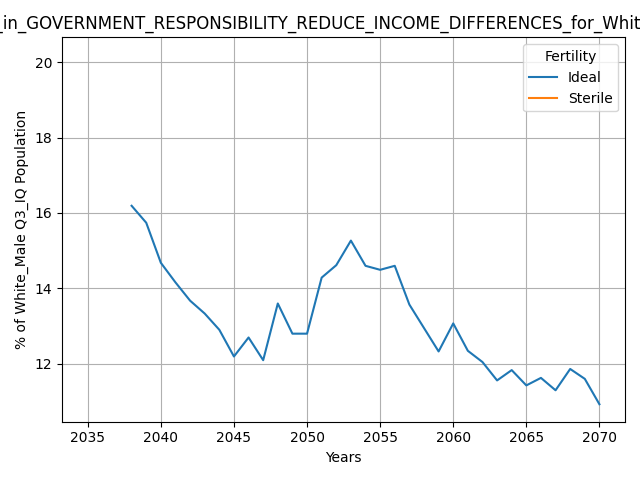 _in_GOVERNMENT_RESPONSIBILITY_REDUCE_INCOME_DIFFERENCES_for_Whit
Fertility
Ideal
Sterile
% of White_Male Q3_IQ Population
20
18
16
14
12
2035 2040 2045 2050 2055 2060 2065 2070
Years